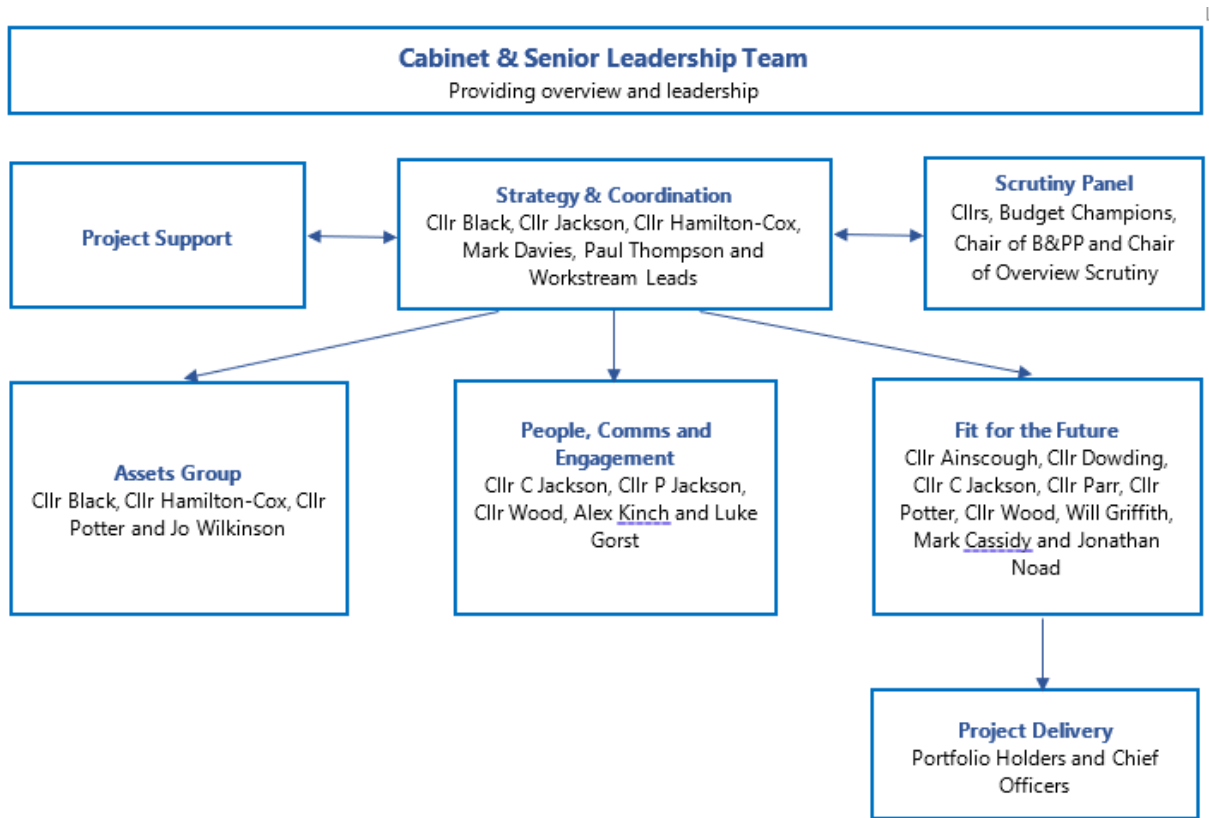 Cabinet & Senior Leadership Team
Providing overview and leadership
Project Support
Strategy & Coordination
Cllr Black, Cllr Jackson, Cllr Hamilton-Cox,
Mark Davies, Paul Thompson and
Workstream Leads
Scrutiny Panel
Cllrs, Budget Champions,
Chair of B&PP and Chair
of Overview Scrutiny
Assets Group
Cllr Black, Cllr Hamilton-Cox, Cllr
Potter and Jo Wilkinson
People, Comms and
Engagement
Cllr C Jackson, Cllr P Jackson,
Cllr Wood, Alex Kinch and Luke
Gorst
Fit for the Future
Cllr Ainscough, Cllr Dowding,
Cllr C Jackson, Cllr Parr, Cllr
Potter, Cllr Wood, Will Griffith,
Mark Cassidy and Jonathan
Noad
Project Delivery
Portfolio Holders and Chief
Officers